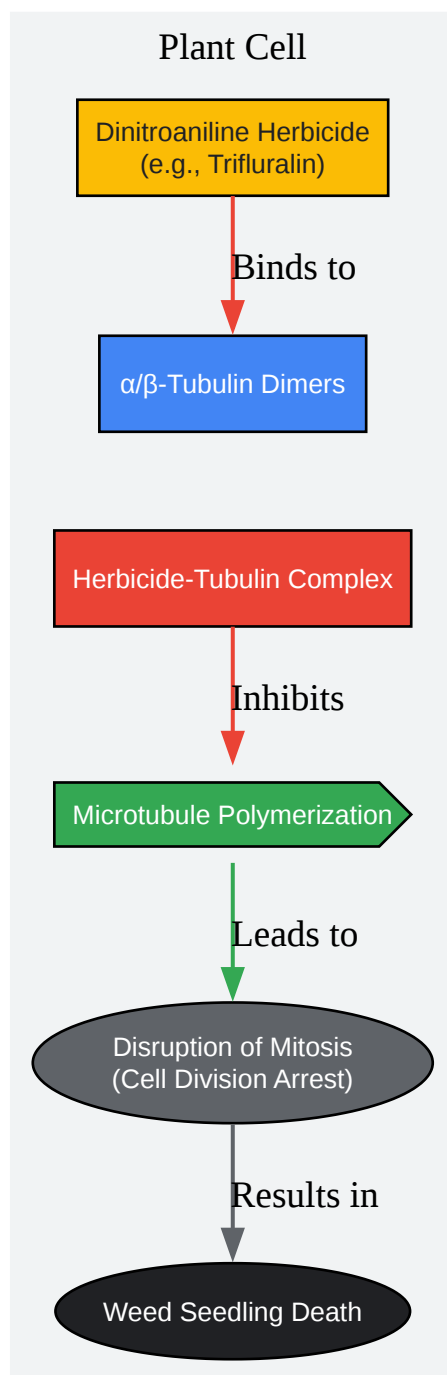 Plant Cell
Dinitroaniline Herbicide
(e.g., Trifluralin)
Binds to
α/β-Tubulin Dimers
Herbicide-Tubulin Complex
Inhibits
Microtubule Polymerization
Leads to
Disruption of Mitosis
(Cell Division Arrest)
Results in
Weed Seedling Death